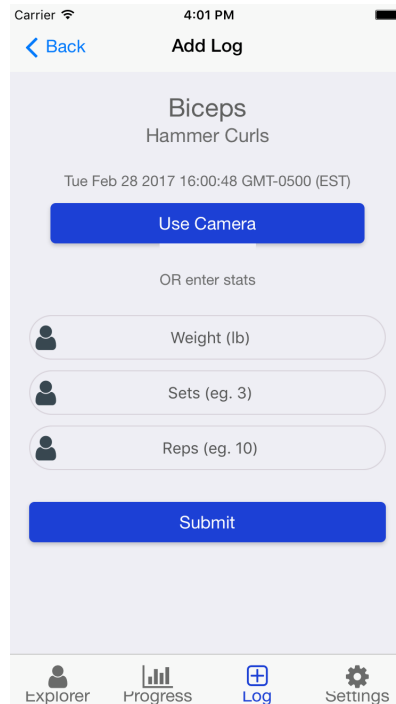 Carrier 4:01 PM
Back Add Log
Biceps
Hammer Curls
Tue Feb 28 2017 16:00:48 GMT-0500 (EST)
Use Camera
OR enter stats
Weight (lb)
Sets (eg. 3)
Reps (eg. 10)
Submit
Explorer Progress Log Settings